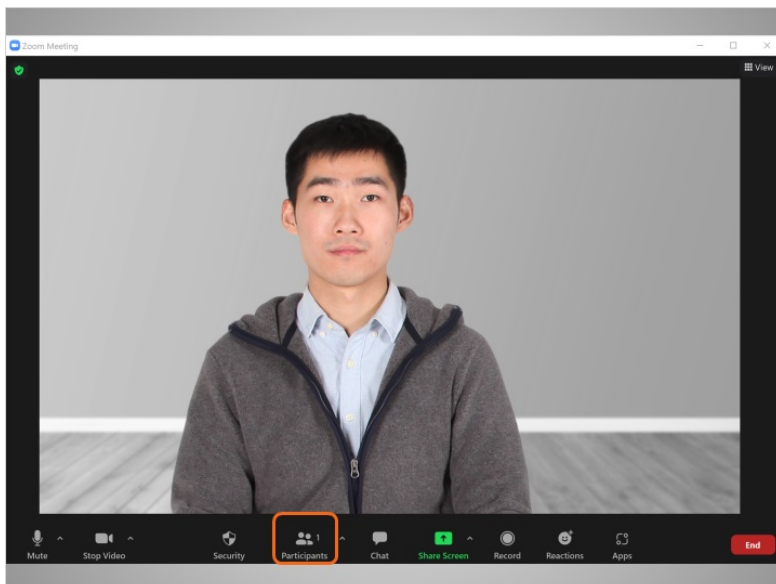 Zoom Meeting
View
1
Mute Stop Video Security Participants Chat Share Screen Record Reactions Apps End